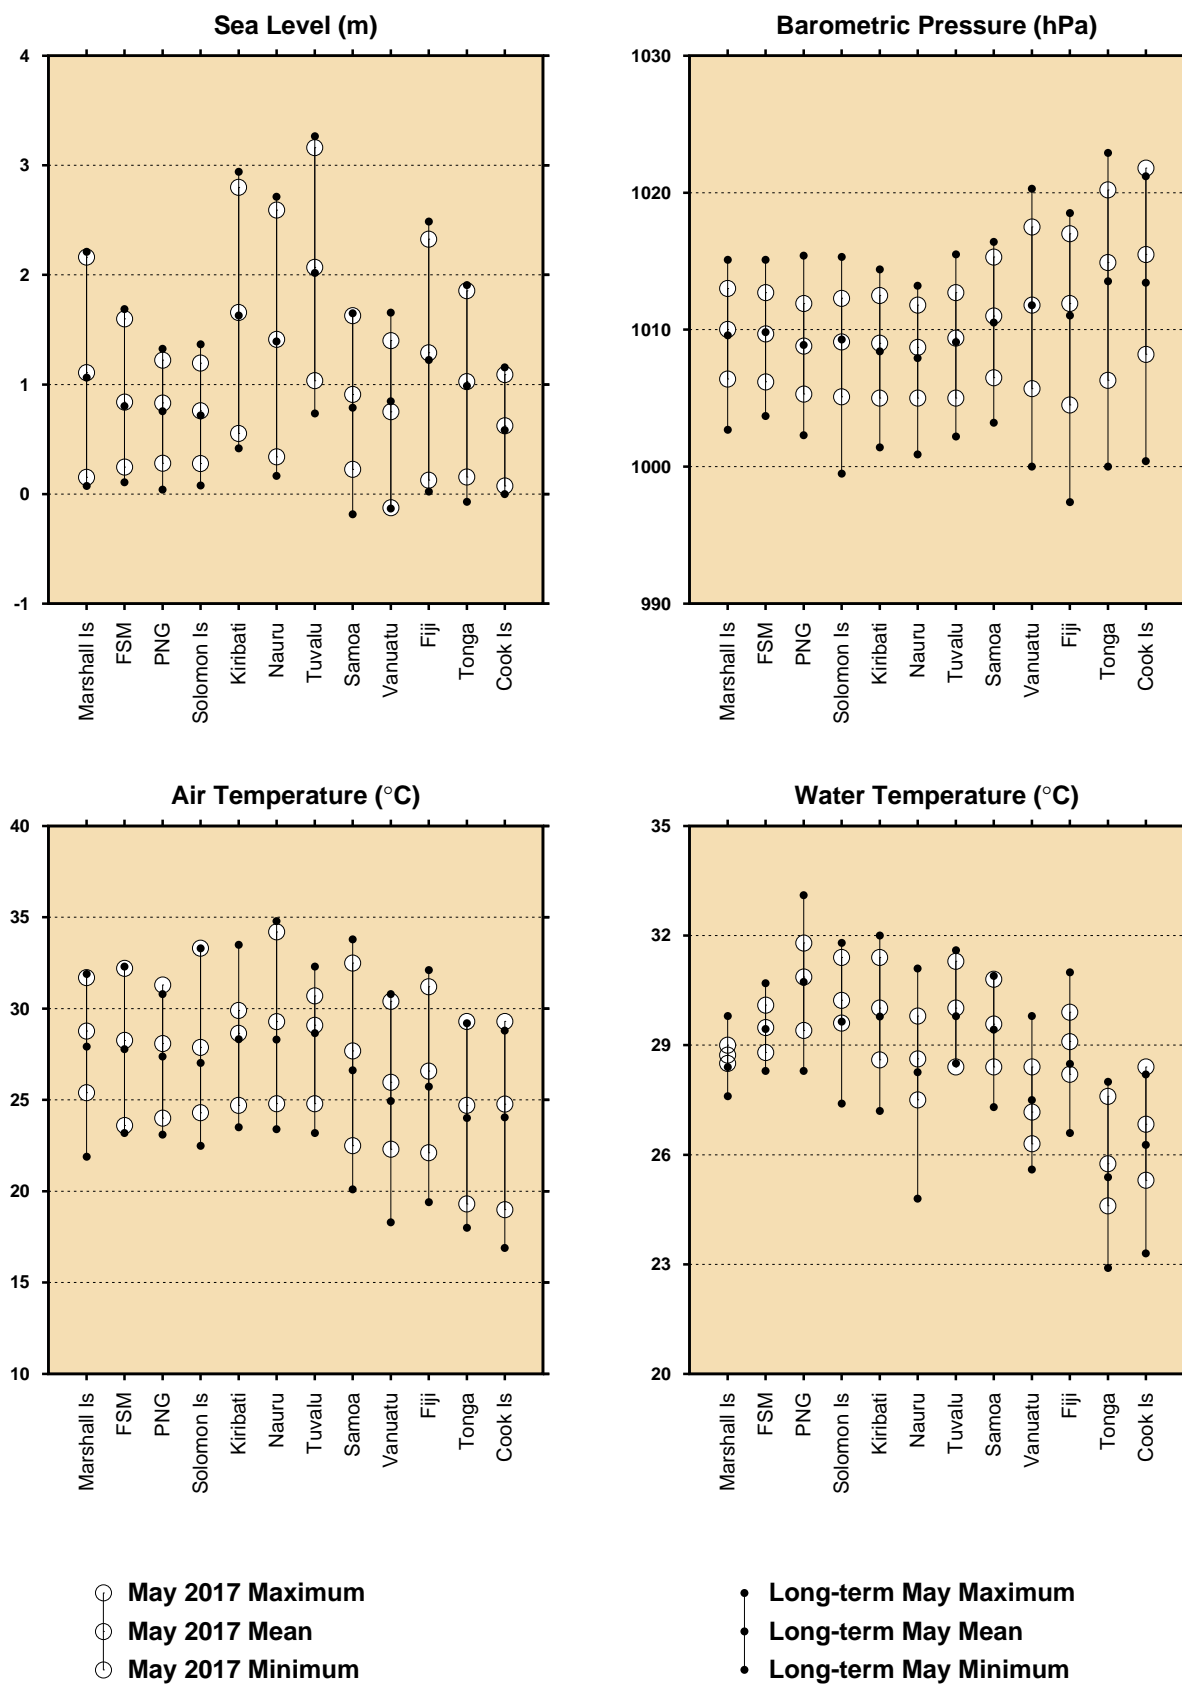 Sea Level (m)
4
3
2
1
0
-1
Marshall Is
FSM
PNG
Solomon Is
Kiribati
Nauru
Tuvalu
Samoa
Vanuatu
Fiji
Tonga
Cook Is
Barometric Pressure (hPa)
1030
1020
1010
1000
990
Marshall Is
FSM
PNG
Solomon Is
Kiribati
Nauru
Tuvalu
Samoa
Vanuatu
Fiji
Tonga
Cook Is
Air Temperature (°C)
40
35
30
25
20
15
10
Marshall Is
FSM
PNG
Solomon Is
Kiribati
Nauru
Tuvalu
Samoa
Vanuatu
Fiji
Tonga
Cook Is
Water Temperature (°C)
35
32
29
26
23
20
Marshall Is
FSM
PNG
Solomon Is
Kiribati
Nauru
Tuvalu
Samoa
Vanuatu
Fiji
Tonga
Cook Is
May 2017 Maximum
May 2017 Mean
May 2017 Minimum
Long-term May Maximum
Long-term May Mean
Long-term May Minimum